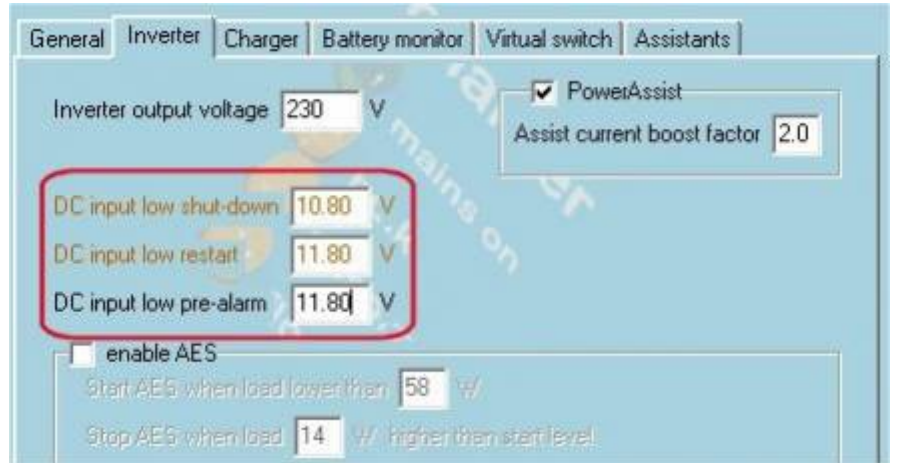 General Inverter Charger Battery monitor Virtual switch Assistants
PowerAssist
Inverter output voltage 230 V
Assist current boost factor 2.0
DC input low shut-down 10.80 V
DC input low restart 11.80 V
DC input low pre-alarm 11.80 V
enable AES
Start AES when load lower than 58 W
Stop AES when load 14 W higher than start level
mains on